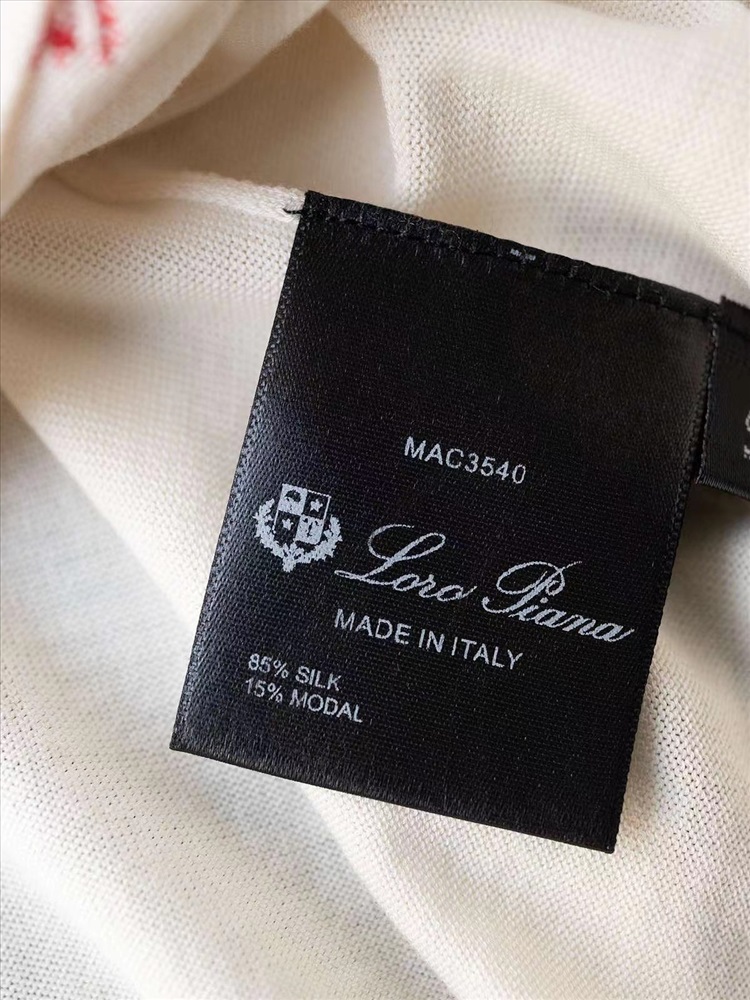 MAC3540
Loro Piana
MADE IN ITALY
85% SILK
15% MODAL